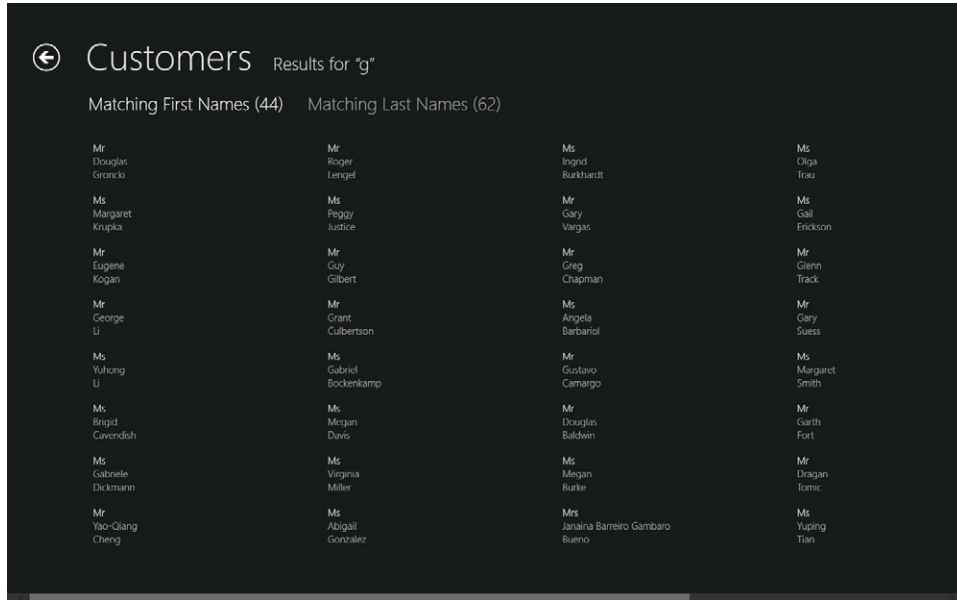 Customers Results for "g"
Matching First Names (44) Matching Last Names (62)
Mr
Douglas
Groncki
Ms
Margaret
Krupka
Mr
Eugene
Kogan
Mr
George
Li
Ms
Yuhong
Li
Ms
Brigid
Cavendish
Ms
Gabriele
Dickmann
Mr
Yao-Qiang
Cheng
Mr
Roger
Lengel
Ms
Peggy
Justice
Mr
Guy
Gilbert
Mr
Grant
Culbertson
Ms
Gabriel
Bockenkamp
Ms
Megan
Davis
Ms
Virginia
Miller
Ms
Abigail
Gonzalez
Ms
Ingrid
Burkhardt
Mr
Gary
Vargas
Mr
Greg
Chapman
Ms
Angela
Barbariol
Mr
Gustavo
Camargo
Mr
Douglas
Baldwin
Ms
Megan
Burke
Mrs
Janaina Barreiro Gambaro
Bueno
Ms
Olga
Trau
Ms
Gail
Erickson
Mr
Glenn
Track
Mr
Gary
Suess
Ms
Margaret
Smith
Mr
Garth
Fort
Mr
Dragan
Tomic
Ms
Yuping
Tian